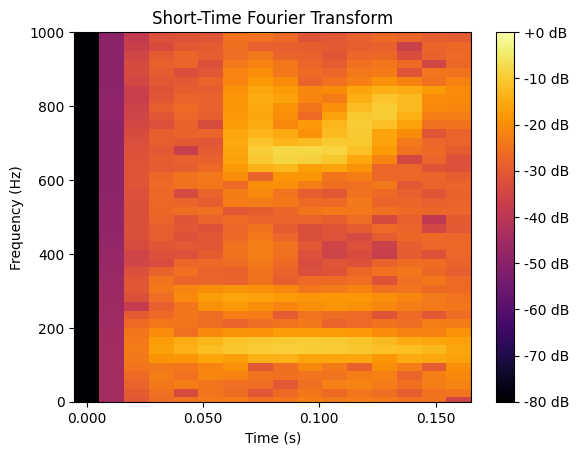 Short-Time Fourier Transform
1000
800
600
400
200
0
Frequency (Hz)
0.000
0.050
0.100
0.150
Time (s)
+0 dB
-10 dB
-20 dB
-30 dB
-40 dB
-50 dB
-60 dB
-70 dB
-80 dB